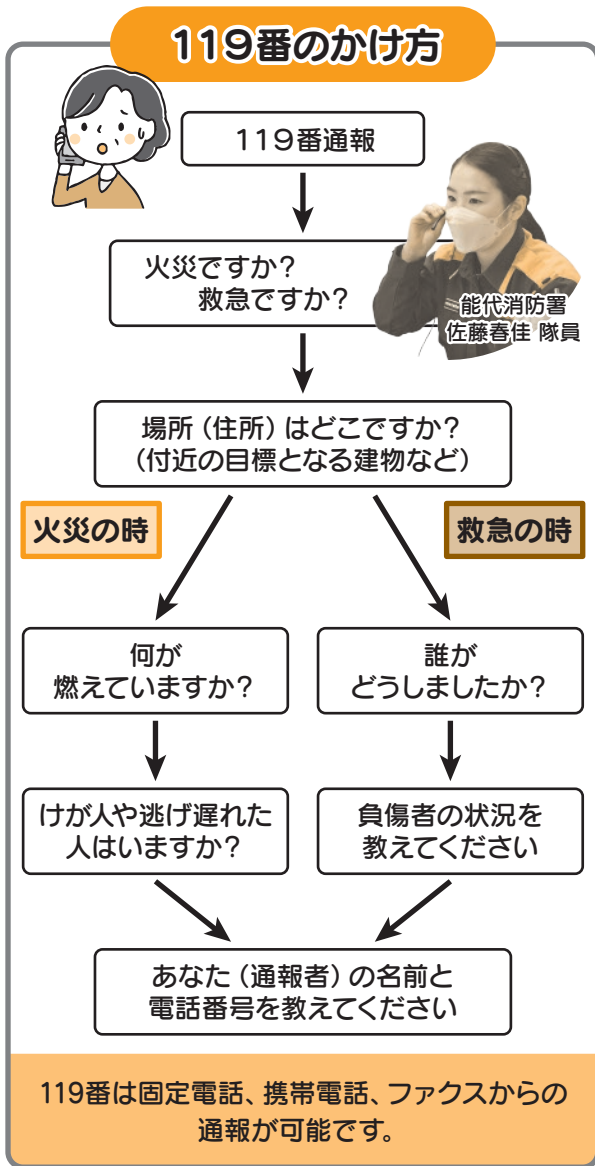 119番のかけ方
119番通報
火災ですか?
救急ですか?
能代消防署
佐藤春佳 隊員
場所(住所)はどこですか?
(付近の目標となる建物など)
火災の時
救急の時
何が
燃えていますか?
誰が
どうしましたか?
けが人や逃げ遅れた
人はいますか?
負傷者の状況を
教えてください
あなた(通報者)の名前と
電話番号を教えてください
119番は固定電話、携帯電話、ファクスからの
通報が可能です。